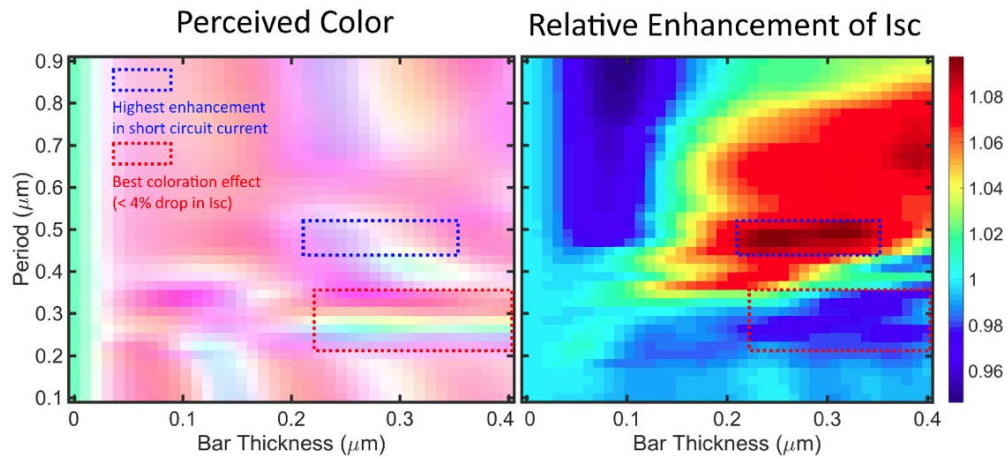 Perceived Color
Relative Enhancement of Isc
0.9
0.8
0.7
0.6
0.5
0.4
0.3
0.2
0.1
Period (μm)
Highest enhancement
in short circuit current
Best coloration effect
(< 4% drop in Isc)
0
0.1
0.2
0.3
0.4
Bar Thickness (μm)
0
0.1
0.2
0.3
0.4
Bar Thickness (μm)
1.08
1.06
1.04
1.02
1
0.98
0.96